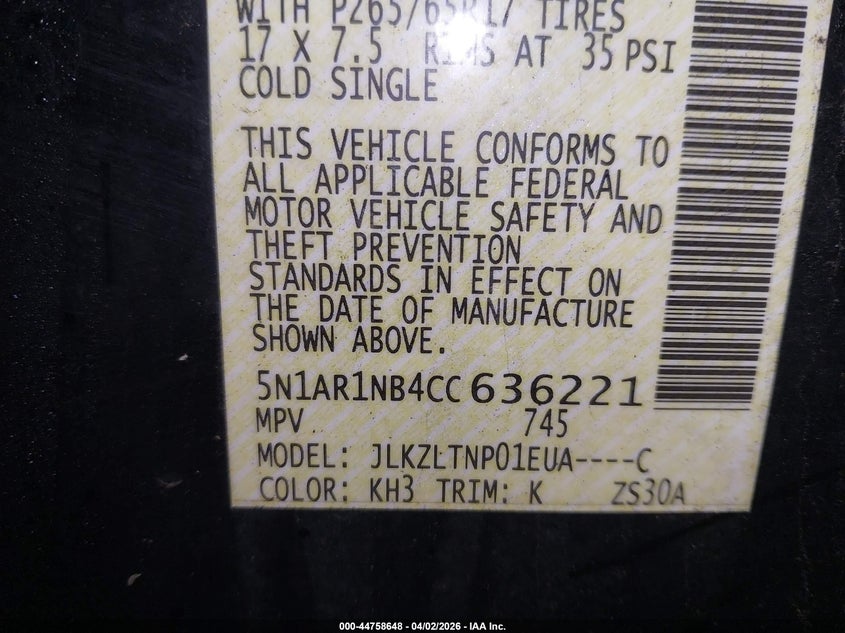 WITH P265/65R17 TIRES
17 X 7.5 RIMS AT 35 PSI
COLD SINGLE
THIS VEHICLE CONFORMS TO
ALL APPLICABLE FEDERAL
MOTOR VEHICLE SAFETY AND
THEFT PREVENTION
STANDARDS IN EFFECT ON
THE DATE OF MANUFACTURE
SHOWN ABOVE.
5N1AR1NB4CC636221
MPV 745
MODEL: JLKZLTNP01EUA----C
COLOR: KH3 TRIM: K ZS30A
000-44758648 - 04/02/2026 - IAA Inc.